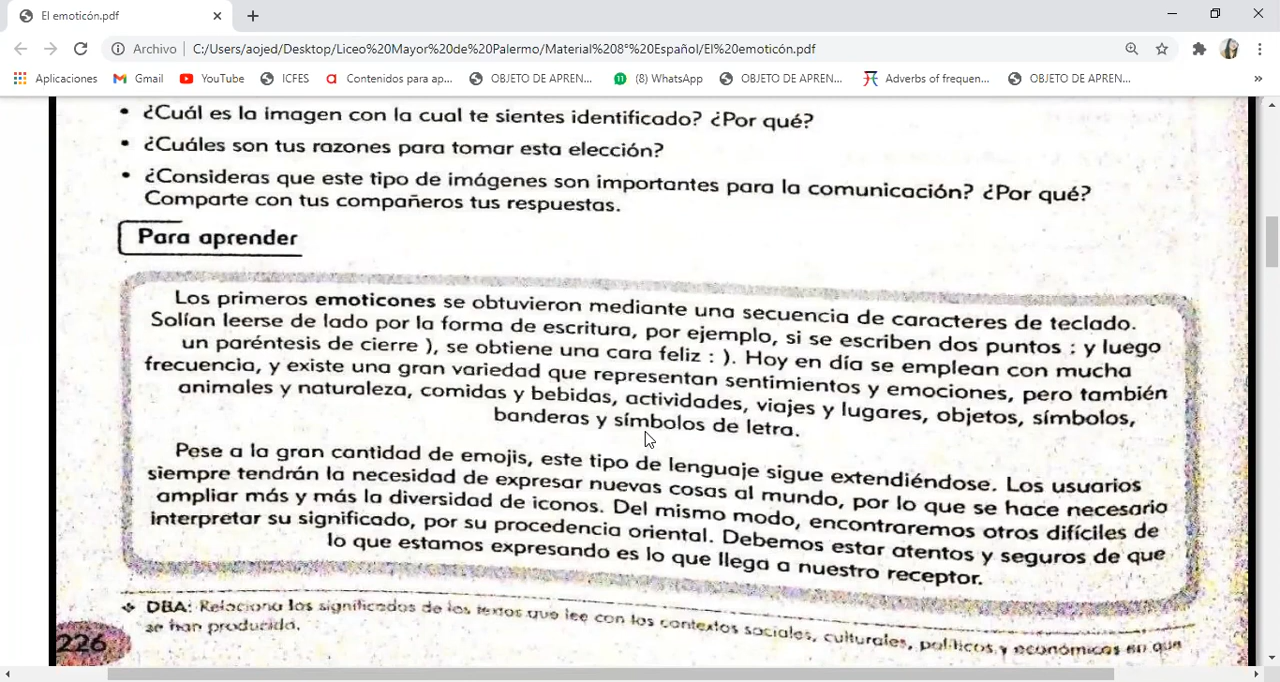 El emoticón.pdf
Archivo C:/Users/aojed/Desktop/Liceo%20Mayor%20de%20Palermo/Material%208°%20Español/El%20emoticón.pdf
Aplicaciones Gmail YouTube ICFES Contenidos para ap... OBJETO DE APREN... (8) WhatsApp OBJETO DE APREN... Adverbs of frequen... OBJETO DE APREN... »
• ¿Cuál es la imagen con la cual te sientes identificado? ¿Por qué?
• ¿Cuáles son tus razones para tomar esta elección?
• ¿Consideras que este tipo de imágenes son importantes para la comunicación? ¿Por qué?
Comparte con tus compañeros tus respuestas.
Para aprender
Los primeros emoticones se obtuvieron mediante una secuencia de caracteres de teclado.
Solían leerse de lado por la forma de escritura, por ejemplo, si se escriben dos puntos : y luego
un paréntesis de cierre ), se obtiene una cara feliz : ). Hoy en día se emplean con mucha
frecuencia, y existe una gran variedad que representan sentimientos y emociones, pero también
animales y naturaleza, comidas y bebidas, actividades, viajes y lugares, objetos, símbolos,
banderas y símbolos de letra.
Pese a la gran cantidad de emojis, este tipo de lenguaje sigue extendiéndose. Los usuarios
siempre tendrán la necesidad de expresar nuevas cosas al mundo, por lo que se hace necesario
ampliar más y más la diversidad de iconos. Del mismo modo, encontraremos otros difíciles de
interpretar su significado, por su procedencia oriental. Debemos estar atentos y seguros de que
lo que estamos expresando es lo que llega a nuestro receptor.
DBA: Relaciona los significados de los textos que lee con los contextos sociales, culturales, políticos y económicos en que
se han producido.
226